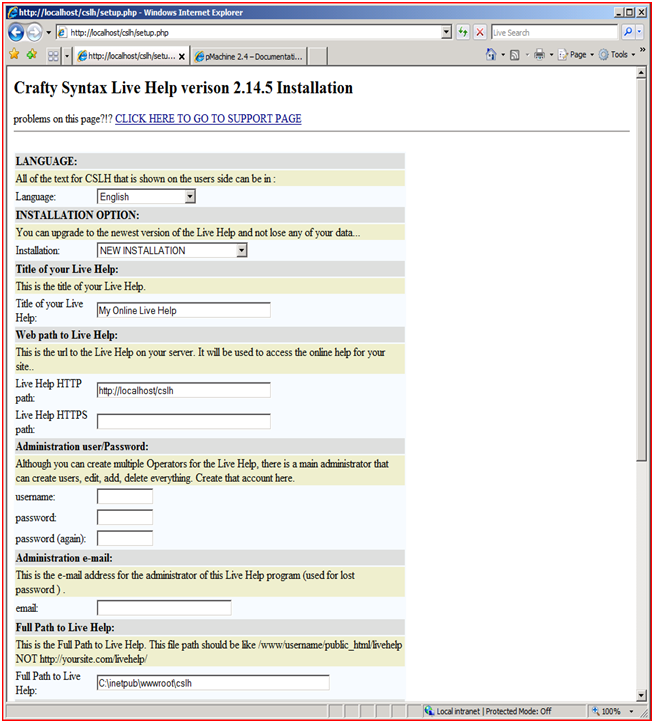 http://localhost/cslh/setup.php - Windows Internet Explorer
http://localhost/cslh/setup.php
Live Search
http://localhost/cslh/setu...
pMachine 2.4 – Documentati...
Page
Tools
»
Crafty Syntax Live Help verison 2.14.5 Installation
problems on this page?!? CLICK HERE TO GO TO SUPPORT PAGE
LANGUAGE:
All of the text for CSLH that is shown on the users side can be in :
Language: English
INSTALLATION OPTION:
You can upgrade to the newest version of the Live Help and not lose any of your data...
Installation: NEW INSTALLATION
Title of your Live Help:
This is the title of your Live Help.
Title of your Live
Help: My Online Live Help
Web path to Live Help:
This is the url to the Live Help on your server. It will be used to access the online help for your
site..
Live Help HTTP
path: http://localhost/cslh
Live Help HTTPS
path:
Administration user/Password:
Although you can create multiple Operators for the Live Help, there is a main administrator that
can create users, edit, add, delete everything. Create that account here.
username:
password:
password (again):
Administration e-mail:
This is the e-mail address for the administrator of this Live Help program (used for lost
password ) .
email:
Full Path to Live Help:
This is the Full Path to Live Help. This file path should be like /www/username/public_html/livehelp
NOT http://yoursite.com/livehelp/
Full Path to Live
Help: C:\inetpub\wwwroot\cslh
Local intranet | Protected Mode: Off
100%